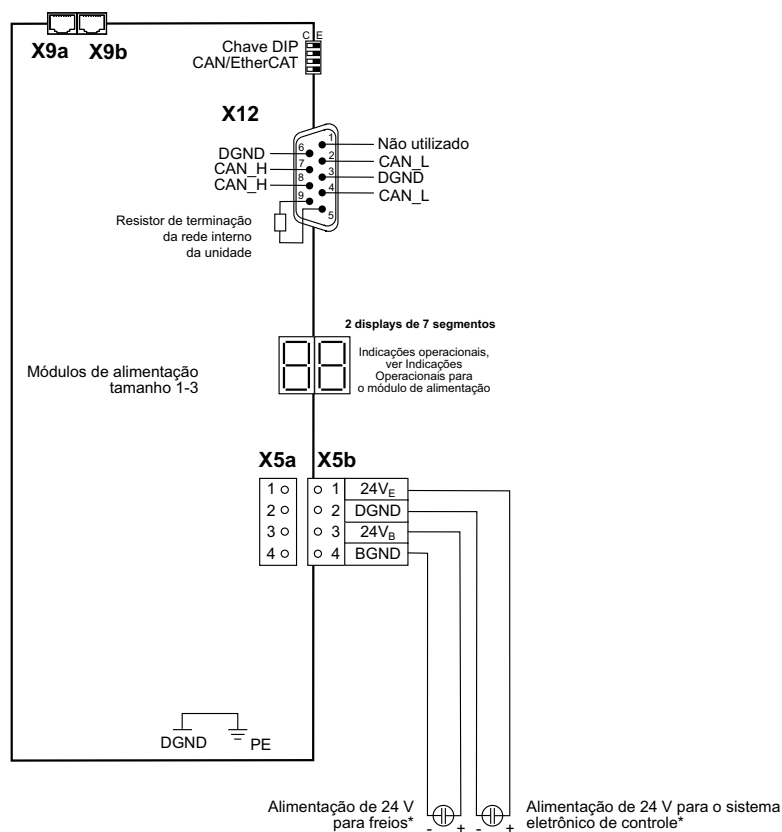 X9a X9b
C E
Chave DIP
CAN/EtherCAT
X12
DGND
CAN_H
CAN_H
6
7
8
9
1
2
3
4
5
Não utilizado
CAN_L
DGND
CAN_L
Resistor de terminação
da rede interno
da unidade
2 displays de 7 segmentos
Indicações operacionais,
ver Indicações
Operacionais para
o módulo de alimentação
Módulos de alimentação
tamanho 1-3
X5a X5b
1 1 24VE
2 2 DGND
3 3 24VB
4 4 BGND
DGND PE
Alimentação de 24 V
para freios*
- +
- +
Alimentação de 24 V para o sistema
eletrônico de controle*